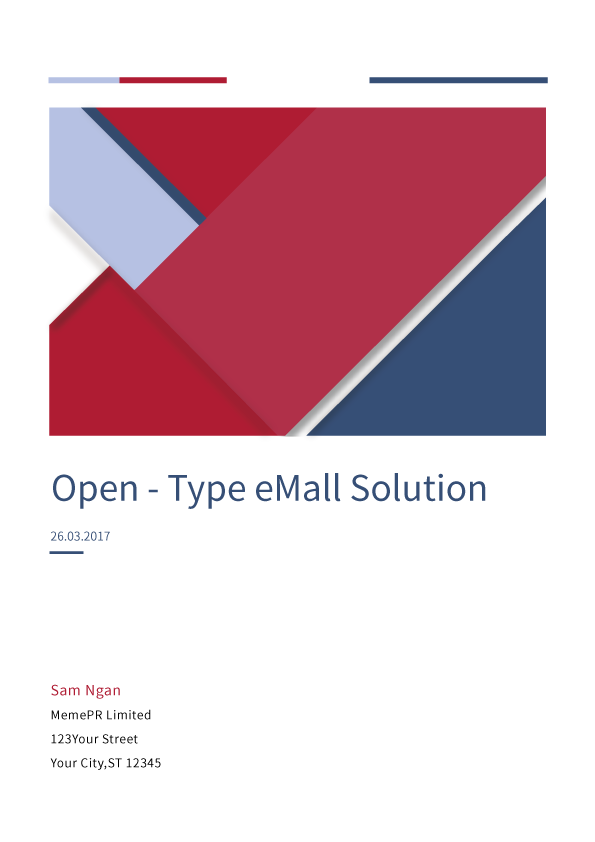 Open - Type eMall Solution
26.03.2017
Sam Ngan
MemePR Limited
123Your Street
Your City,ST 12345